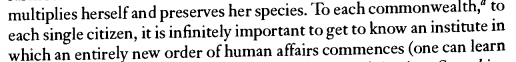 multiplies herself and preserves her species. To each commonwealth,ᵃ to
each single citizen, it is infinitely important to get to know an institute in
which an entirely new order of human affairs commences (one can learn